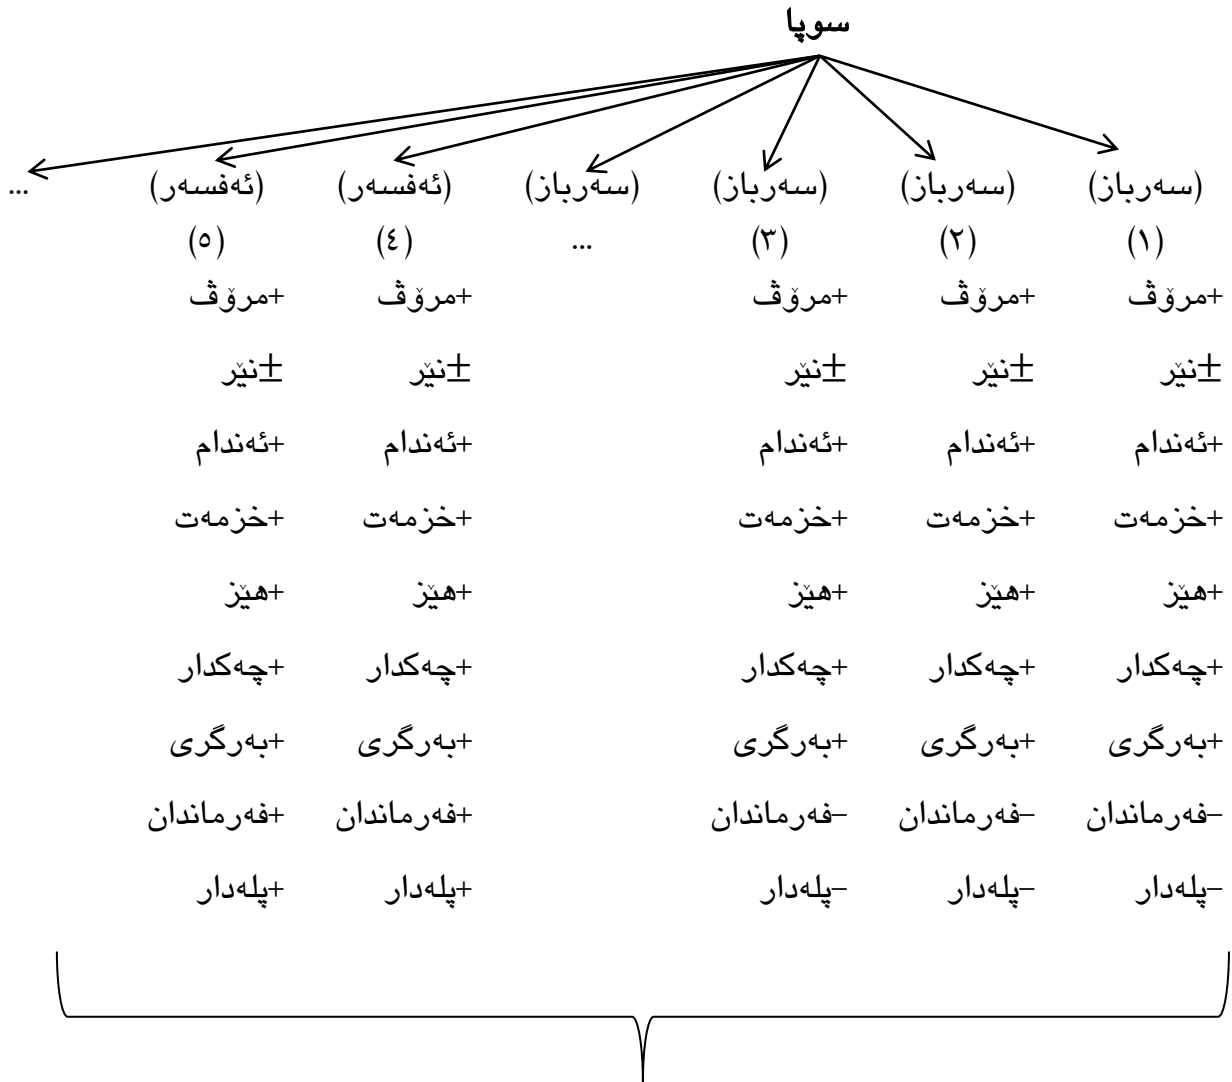 سوپا
(سەرباز) (سەرباز) (سەرباز) (سەرباز) (ئەفسەر) (ئەفسەر) ...
(١) (٢) (٣) ... (٤) (٥)
+مرۆڤ +مرۆڤ +مرۆڤ +مرۆڤ +مرۆڤ
±نێر ±نێر ±نێر ±نێر ±نێر
+ئەندام +ئەندام +ئەندام +ئەندام +ئەندام
+خزمەت +خزمەت +خزمەت +خزمەت +خزمەت
+هێز +هێز +هێز +هێز +هێز
+چەکدار +چەکدار +چەکدار +چەکدار +چەکدار
+بەرگری +بەرگری +بەرگری +بەرگری +بەرگری
–فەرماندان –فەرماندان –فەرماندان +فەرماندان +فەرماندان
–پلەدار –پلەدار –پلەدار +پلەدار +پلەدار